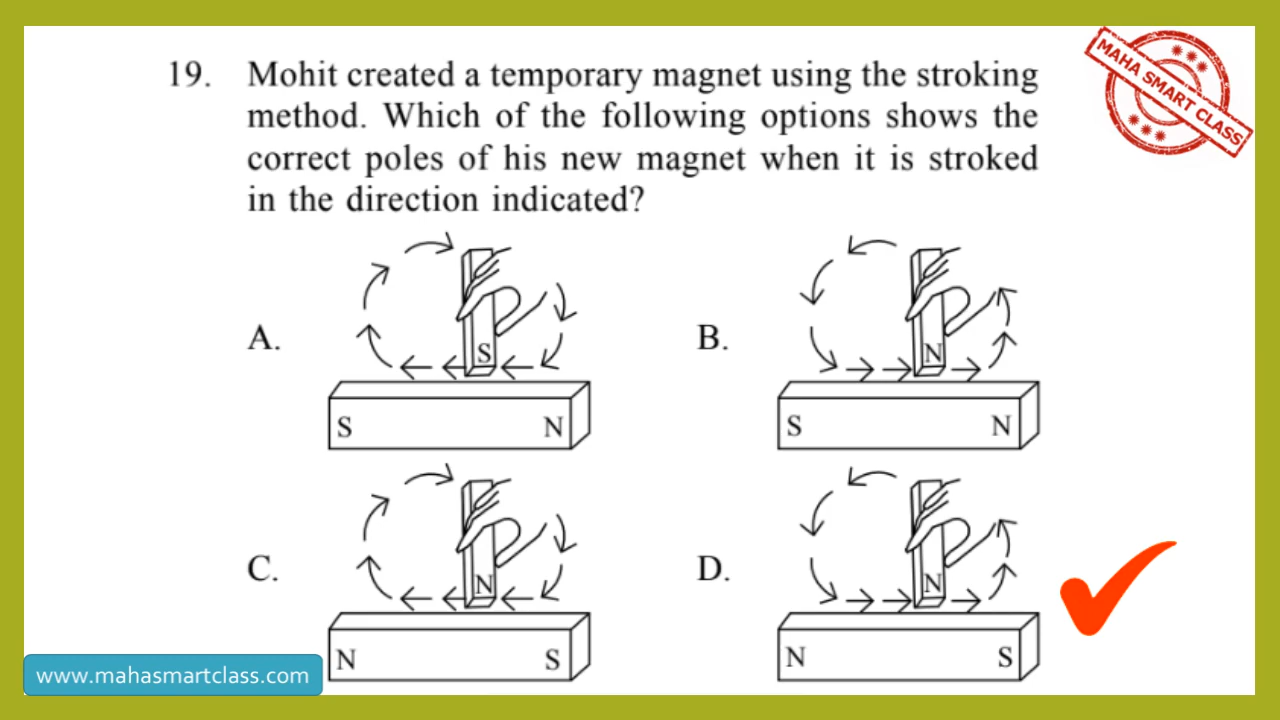 19. Mohit created a temporary magnet using the stroking
method. Which of the following options shows the
correct poles of his new magnet when it is stroked
in the direction indicated?
MAHA SMART CLASS
A.
S
S N
B.
N
S N
C.
N
N S
D.
N
N S
www.mahasmartclass.com